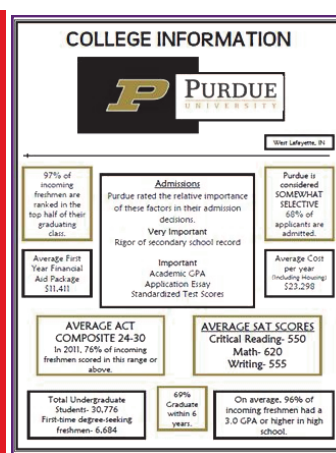 COLLEGE INFORMATION
P
PURDUE
UNIVERSITY
West Lafayette, IN
97% of
incoming
freshmen are
ranked in the
top half of their
graduating
class.
Admissions
Purdue rated the relative importance
of these factors in their admission
decisions.
Very Important
Rigor of secondary school record
Important
Academic GPA
Application Essay
Standardized Test Scores
Purdue is
considered
SOMEWHAT
SELECTIVE
68% of
applicants are
admitted.
Average First
Year Financial
Aid Package
$11,411
Average Cost
per year
(Including Housing)
$23,298
AVERAGE ACT
COMPOSITE 24-30
In 2011, 76% of incoming
freshmen scored in this range or
above.
AVERAGE SAT SCORES
Critical Reading- 550
Math- 620
Writing- 555
Total Undergraduate
Students- 30,776
First-time degree-seeking
freshmen- 6,684
69%
Graduate
within 6
years.
On average, 96% of
incoming freshmen had a
3.0 GPA or higher in high
school.